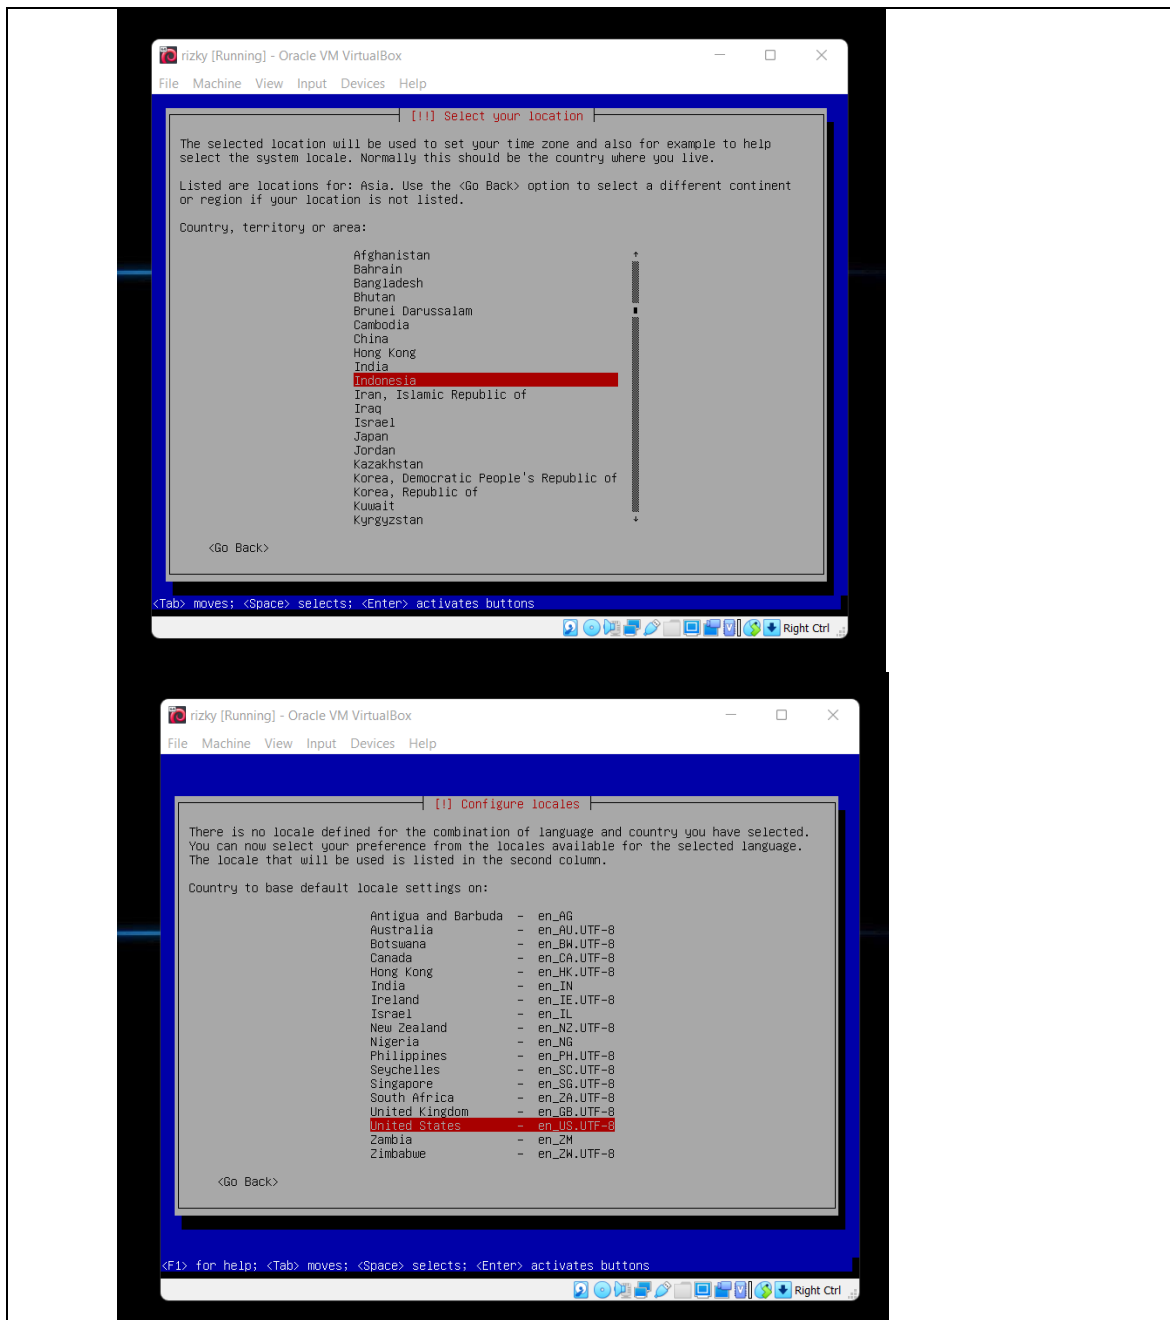 rizky [Running] - Oracle VM VirtualBox
File Machine View Input Devices Help
[!!] Select your location
The selected location will be used to set your time zone and also for example to help
select the system locale. Normally this should be the country where you live.
Listed are locations for: Asia. Use the <Go Back> option to select a different continent
or region if your location is not listed.
Country, territory or area:
Afghanistan
Bahrain
Bangladesh
Bhutan
Brunei Darussalam
Cambodia
China
Hong Kong
India
Indonesia
Iran, Islamic Republic of
Iraq
Israel
Japan
Jordan
Kazakhstan
Korea, Democratic People's Republic of
Korea, Republic of
Kuwait
Kyrgyzstan
<Go Back>
<Tab> moves; <Space> selects; <Enter> activates buttons
Right Ctrl
rizky [Running] - Oracle VM VirtualBox
File Machine View Input Devices Help
[!] Configure locales
There is no locale defined for the combination of language and country you have selected.
You can now select your preference from the locales available for the selected language.
The locale that will be used is listed in the second column.
Country to base default locale settings on:
Antigua and Barbuda - en_AG
Australia - en_AU.UTF-8
Botswana - en_BW.UTF-8
Canada - en_CA.UTF-8
Hong Kong - en_HK.UTF-8
India - en_IN
Ireland - en_IE.UTF-8
Israel - en_IL
New Zealand - en_NZ.UTF-8
Nigeria - en_NG
Philippines - en_PH.UTF-8
Seychelles - en_SC.UTF-8
Singapore - en_SG.UTF-8
South Africa - en_ZA.UTF-8
United Kingdom - en_GB.UTF-8
United States - en_US.UTF-8
Zambia - en_ZM
Zimbabwe - en_ZW.UTF-8
<Go Back>
<F1> for help; <Tab> moves; <Space> selects; <Enter> activates buttons
Right Ctrl